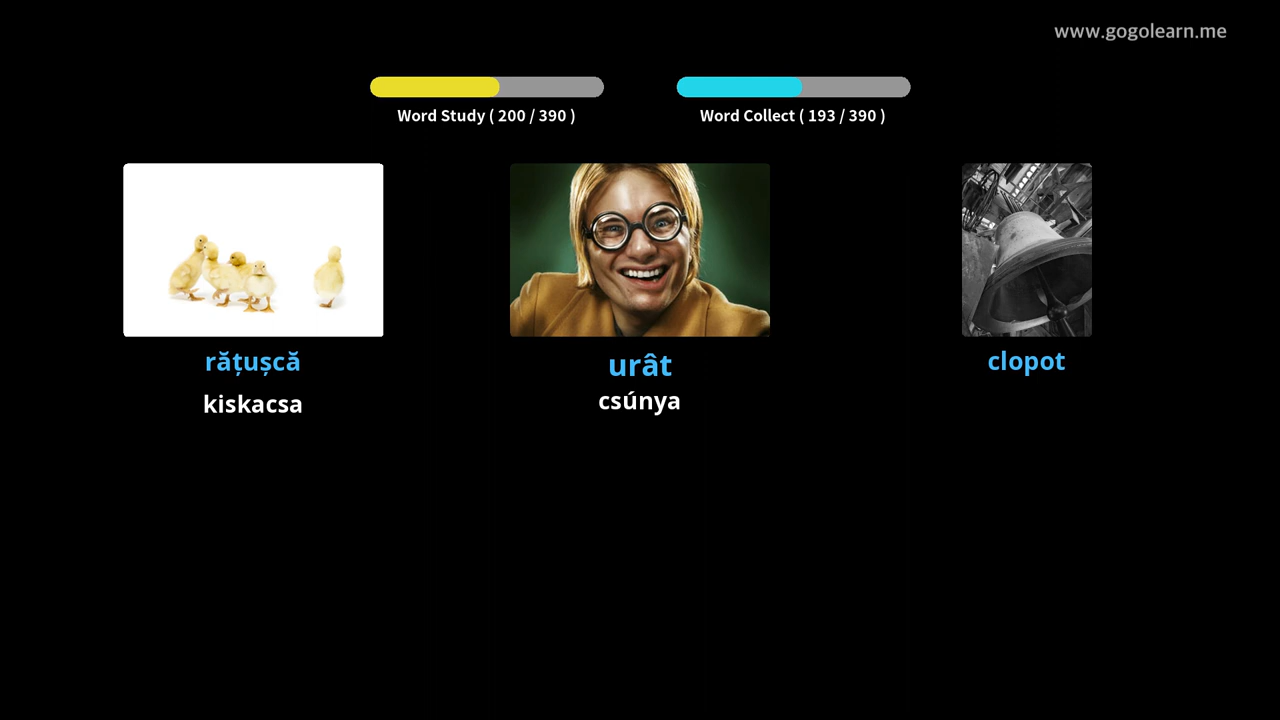 www.gogolearn.me
Word Study ( 200 / 390 )
Word Collect ( 193 / 390 )
rățușcă
kiskacsa
urât
csúnya
clopot